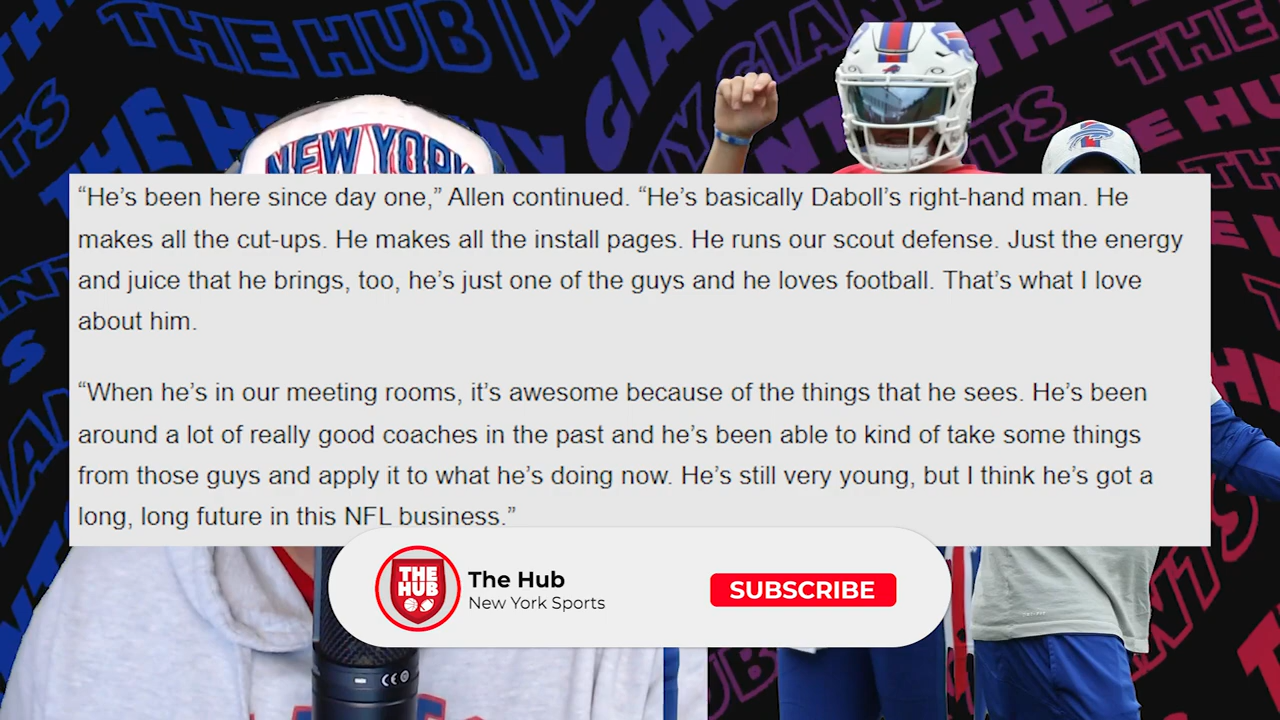 THE HUB
NY GIANTS
NEW YORK
“He’s been here since day one,” Allen continued. “He’s basically Daboll’s right-hand man. He
makes all the cut-ups. He makes all the install pages. He runs our scout defense. Just the energy
and juice that he brings, too, he’s just one of the guys and he loves football. That’s what I love
about him.
“When he’s in our meeting rooms, it’s awesome because of the things that he sees. He’s been
around a lot of really good coaches in the past and he’s been able to kind of take some things
from those guys and apply it to what he’s doing now. He’s still very young, but I think he’s got a
long, long future in this NFL business.”
THE
HUB
The Hub
New York Sports
SUBSCRIBE